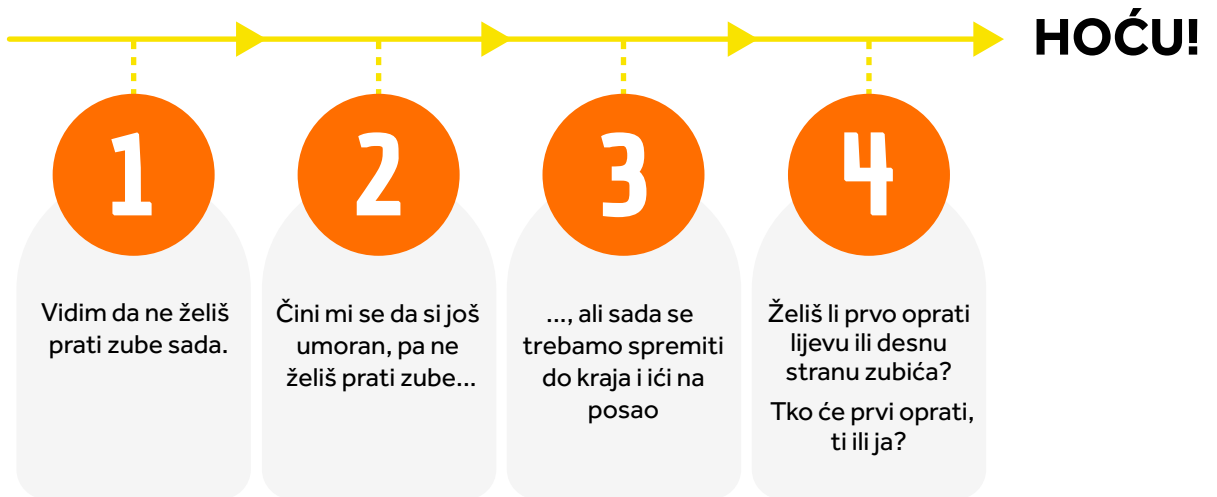 HOĆU!
1
Vidim da ne želiš
prati zube sada.
2
Čini mi se da si još
umoran, pa ne
želiš prati zube...
3
..., ali sada se
trebamo spremiti
do kraja i ići na
posao
4
Želiš li prvo oprati
lijevu ili desnu
stranu zubića?
Tko će prvi oprati,
ti ili ja?